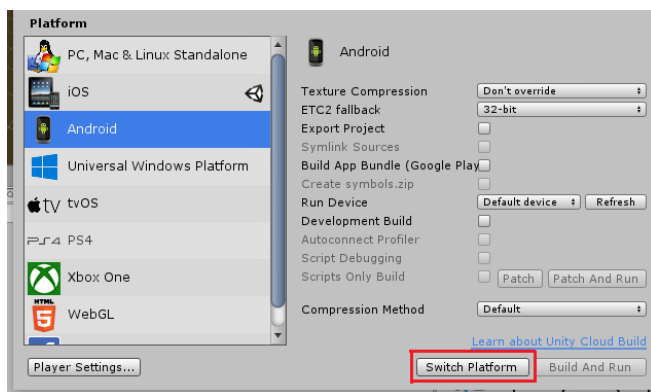 Platform
PC, Mac & Linux Standalone
iOS
Android
Universal Windows Platform
tvOS
PS4
Xbox One
HTML
WebGL
Player Settings...
Android
Texture Compression Don't override
ETC2 fallback 32-bit
Export Project
Symlink Sources
Build App Bundle (Google Play
Create symbols.zip
Run Device Default device Refresh
Development Build
Autoconnect Profiler
Script Debugging
Scripts Only Build Patch Patch And Run
Compression Method Default
Learn about Unity Cloud Build
Switch Platform Build And Run